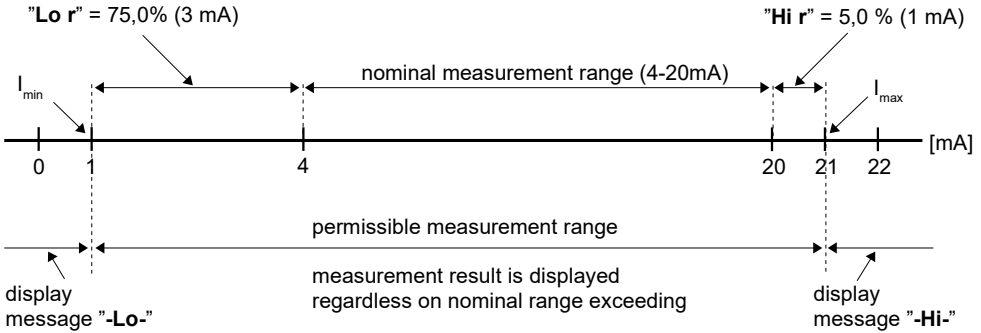 "Lo r" = 75,0% (3 mA)
"Hi r" = 5,0 % (1 mA)
nominal measurement range (4-20mA)
Imin
Imax
[mA]
0 1 4 20 21 22
permissible measurement range
measurement result is displayed
regardless on nominal range exceeding
display
message "-Lo-"
display
message "-Hi-"